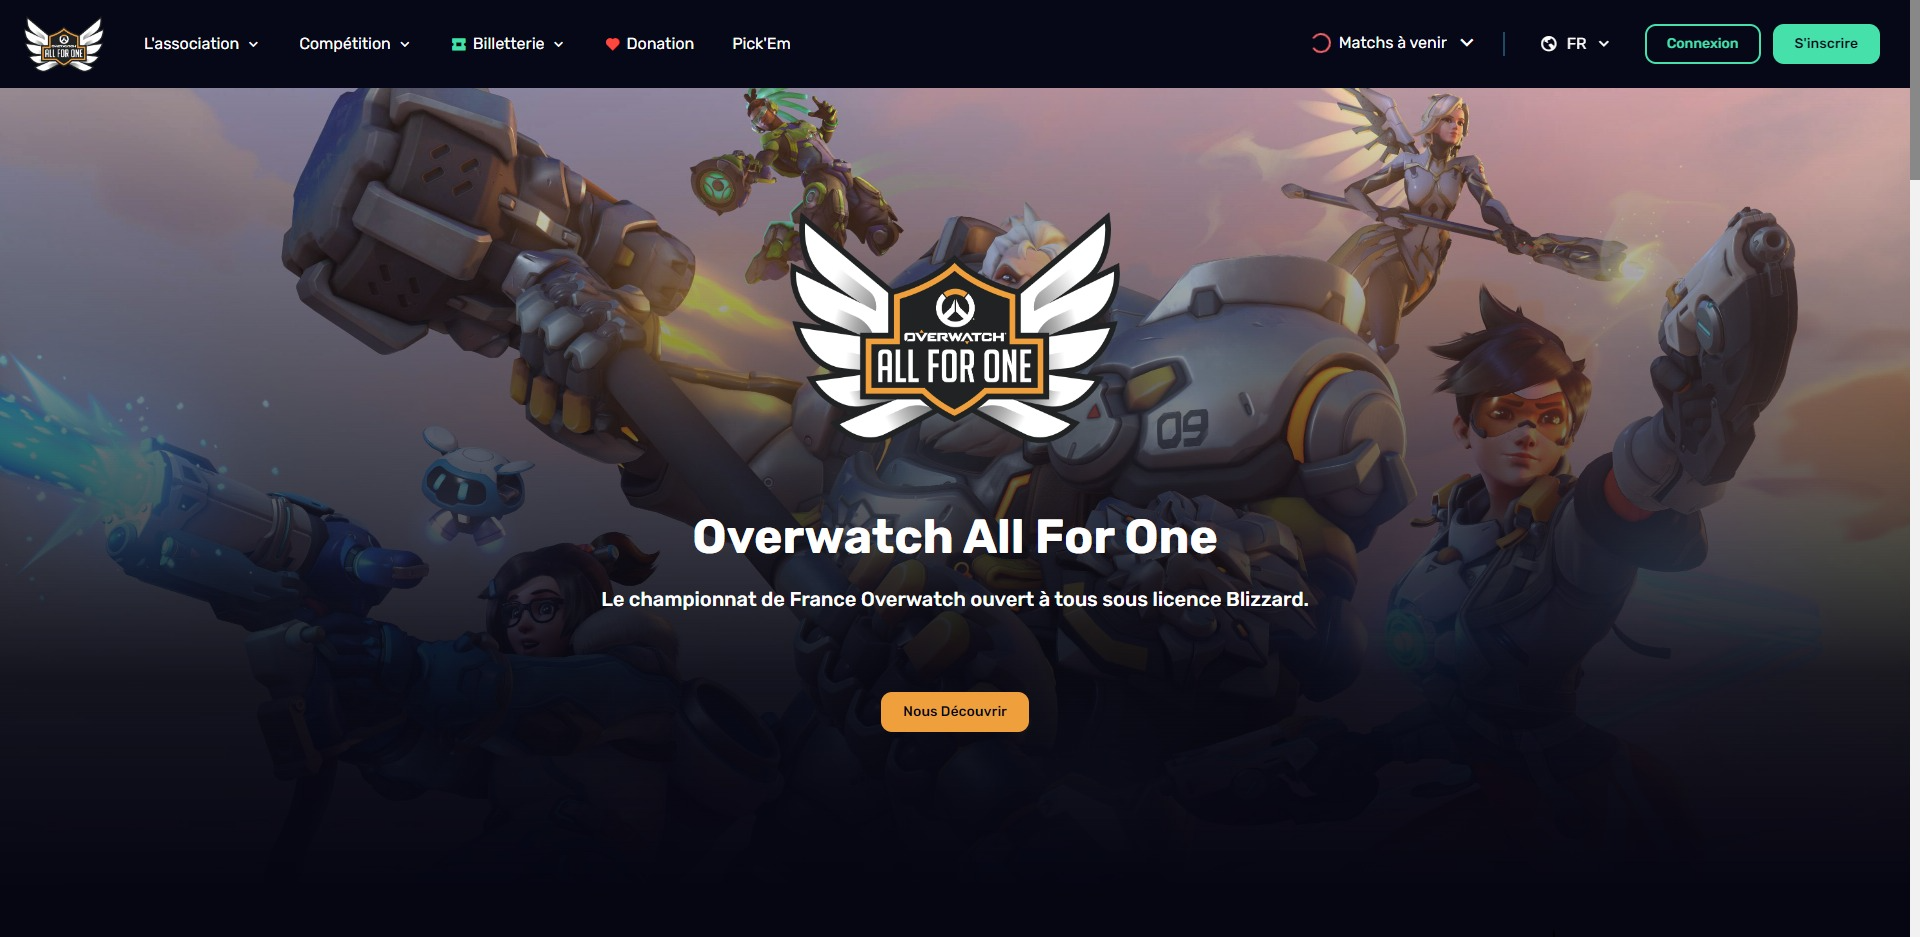 OVERWATCH
ALL FOR ONE
L'association
Compétition
Billetterie
Donation
Pick'Em
Matchs à venir
FR
Connexion
S'inscrire
OVERWATCH
ALL FOR ONE
09
Overwatch All For One
Le championnat de France Overwatch ouvert à tous sous licence Blizzard.
Nous Découvrir